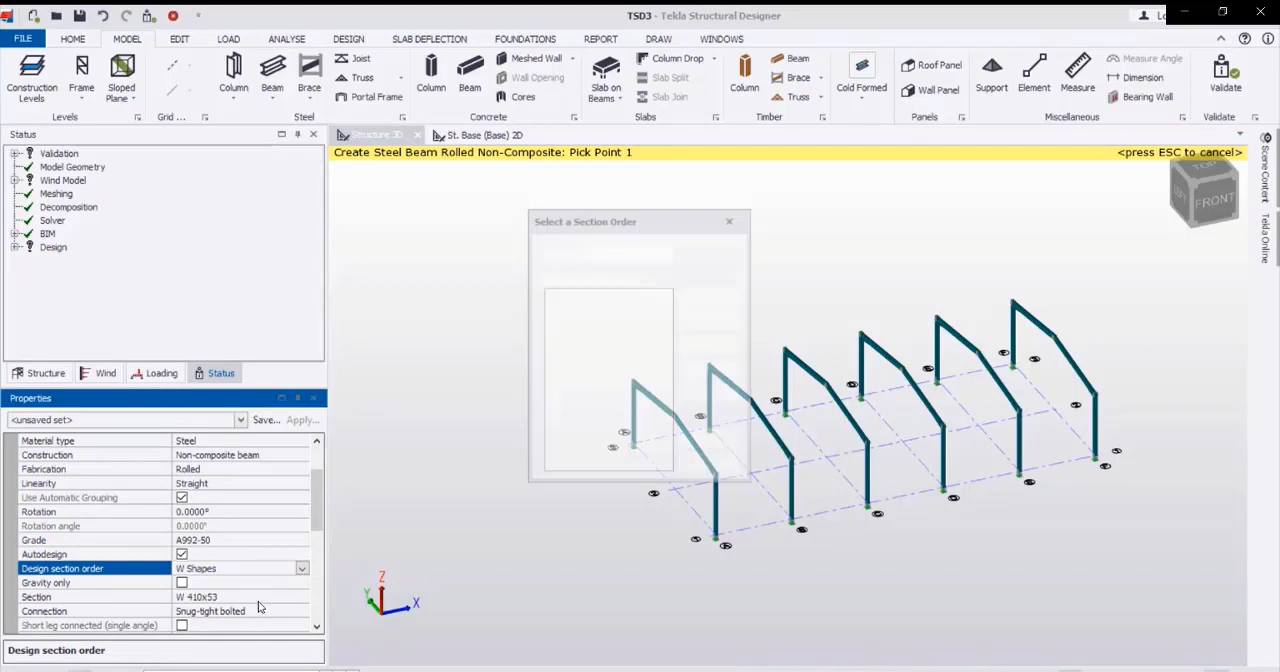 TSD3 - Tekla Structural Designer
FILE HOME MODEL EDIT LOAD ANALYSE DESIGN SLAB DEFLECTION FOUNDATIONS REPORT DRAW WINDOWS
Construction Levels
Frame
Sloped Plane
Levels
Grid ...
Column
Beam
Brace
Joist
Truss
Portal Frame
Steel
Column
Beam
Meshed Wall
Wall Opening
Cores
Concrete
Slab on Beams
Column Drop
Slab Split
Slab Join
Slabs
Column
Beam
Brace
Truss
Timber
Cold Formed
Roof Panel
Wall Panel
Panels
Support
Element
Measure
Measure Angle
Dimension
Bearing Wall
Miscellaneous
Validate
Validate
Status
Validation
Model Geometry
Wind Model
Meshing
Decomposition
Solver
BIM
Design
Structure
Wind
Loading
Status
Structure 3D
St. Base (Base) 2D
Create Steel Beam Rolled Non-Composite: Pick Point 1 <press ESC to cancel>
Select a Section Order
TOP
LEFT
FRONT
Scene Content
Tekla Online
Z
Y
X
Properties
<unsaved set> Save... Apply...
Material type Steel
Construction Non-composite beam
Fabrication Rolled
Linearity Straight
Use Automatic Grouping
Rotation 0.0000°
Rotation angle 0.0000°
Grade A992-50
Autodesign
Design section order W Shapes
Gravity only
Section W 410x53
Connection Snug-tight bolted
Short leg connected (single angle)
Design section order